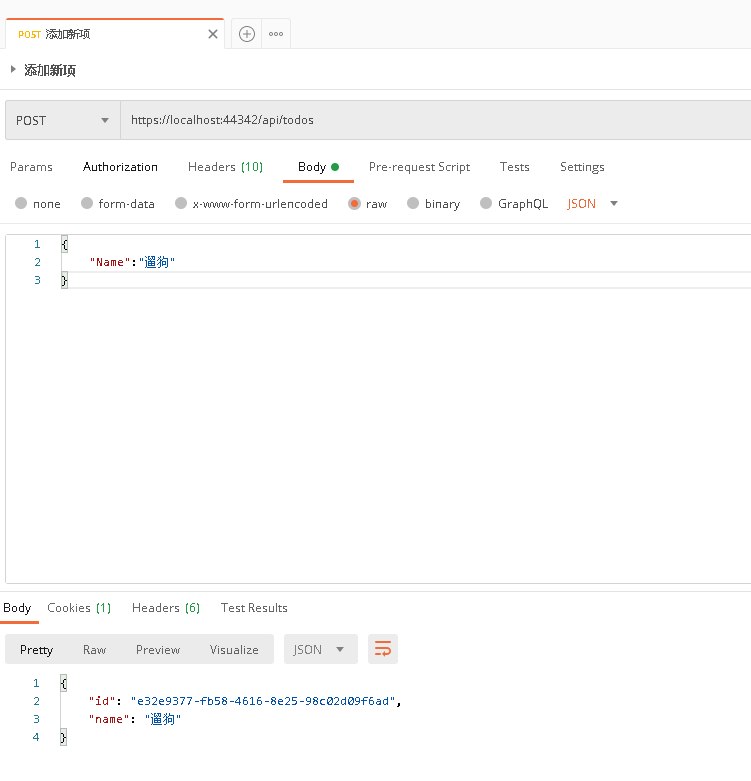 POST 添加新项
添加新项
POST https://localhost:44342/api/todos
Params Authorization Headers (10) Body Pre-request Script Tests Settings
none form-data x-www-form-urlencoded raw binary GraphQL JSON
1 {
2 "Name":"遛狗"
3 }
Body Cookies (1) Headers (6) Test Results
Pretty Raw Preview Visualize JSON
1 {
2 "id": "e32e9377-fb58-4616-8e25-98c02d09f6ad",
3 "name": "遛狗"
4 }